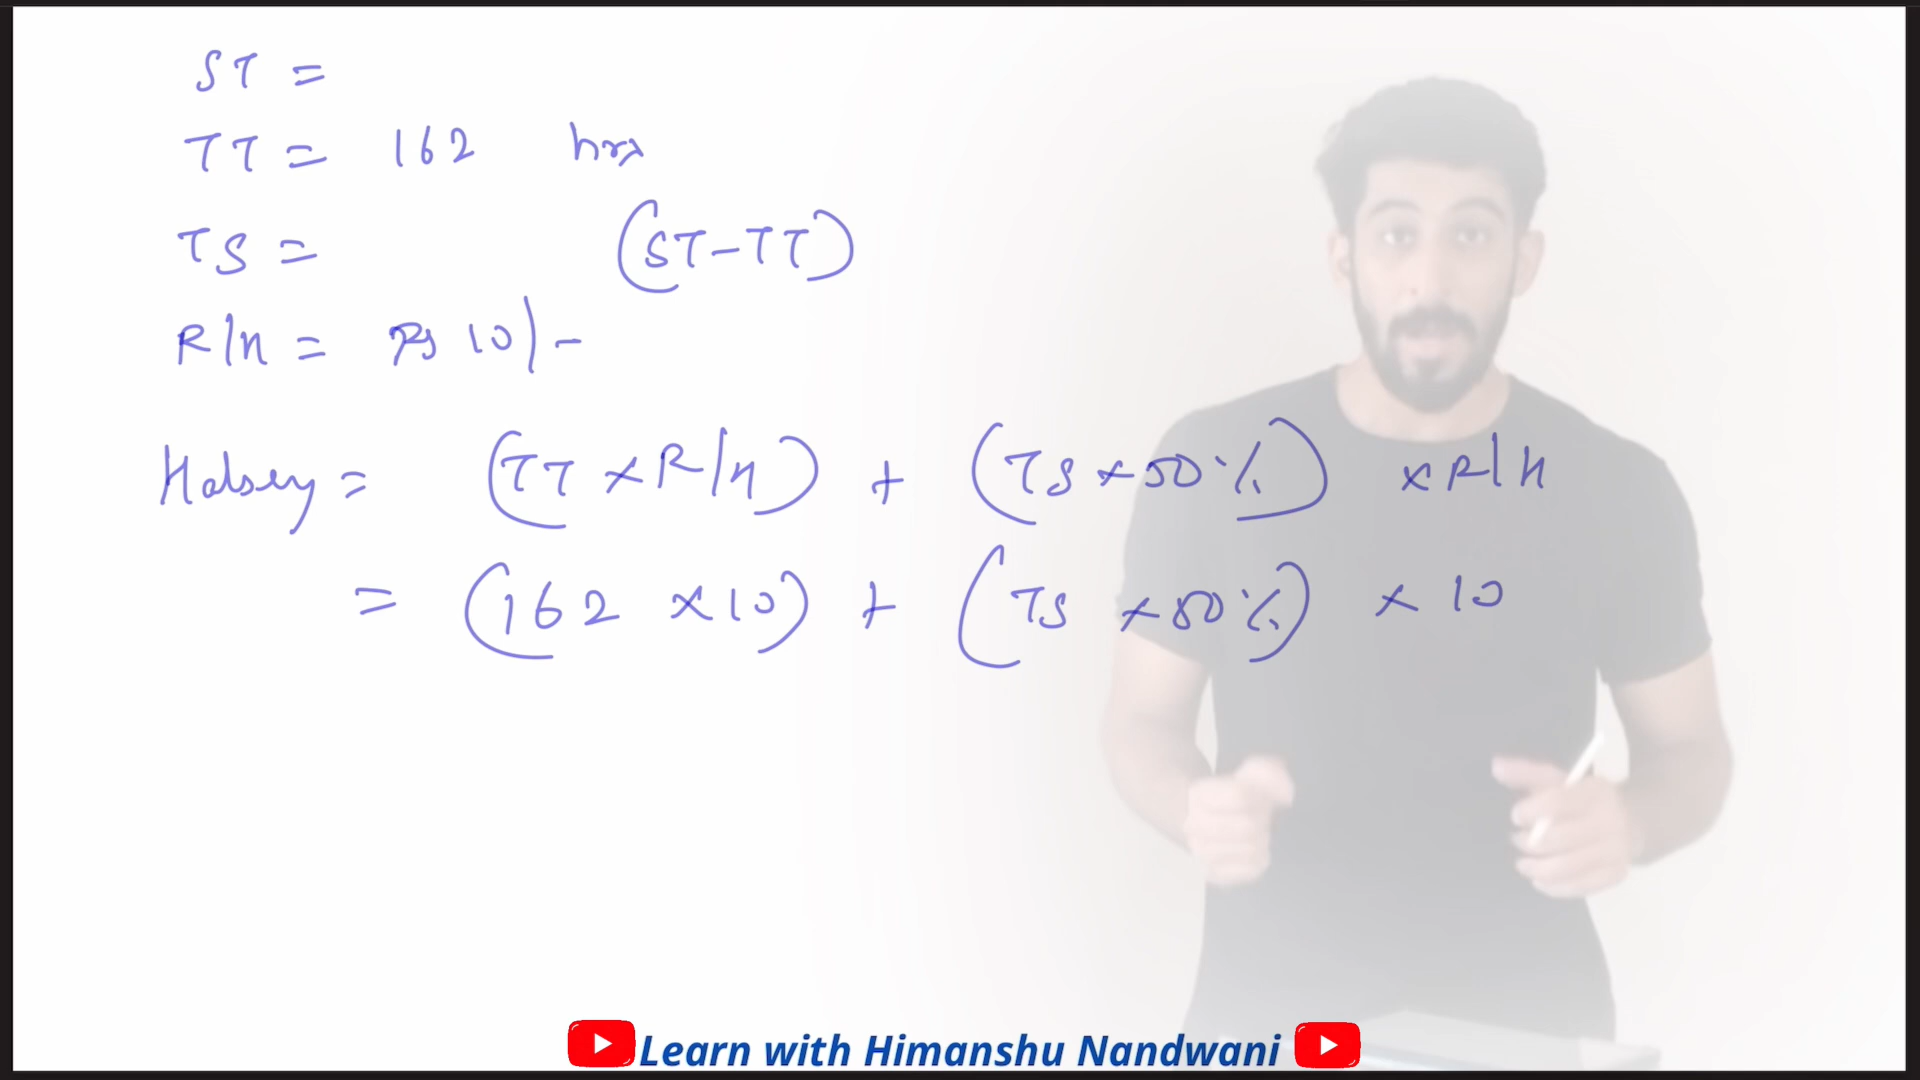 ST =
TT = 162 hrs
TS = (ST-TT)
R/H = Rs 10/-
Halsey = (TT × R/H) + (TS × 50%) × R/H
= (162 × 10) + (TS × 50%) × 10
Learn with Himanshu Nandwani